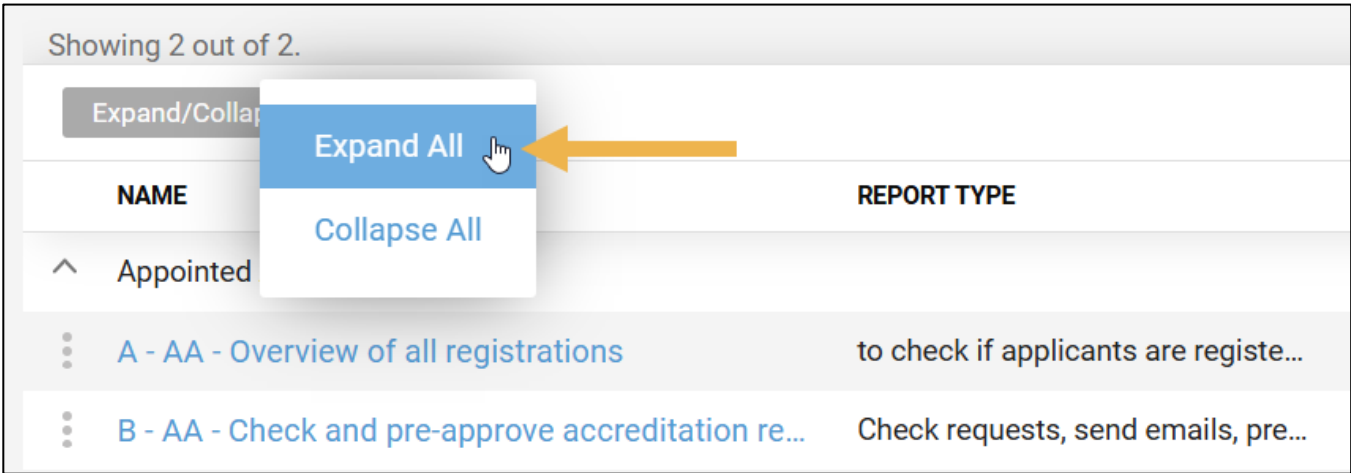 Showing 2 out of 2.
Expand/Collap
Expand All
Collapse All
NAME
REPORT TYPE
Appointed
A - AA - Overview of all registrations
to check if applicants are registe...
B - AA - Check and pre-approve accreditation re...
Check requests, send emails, pre...